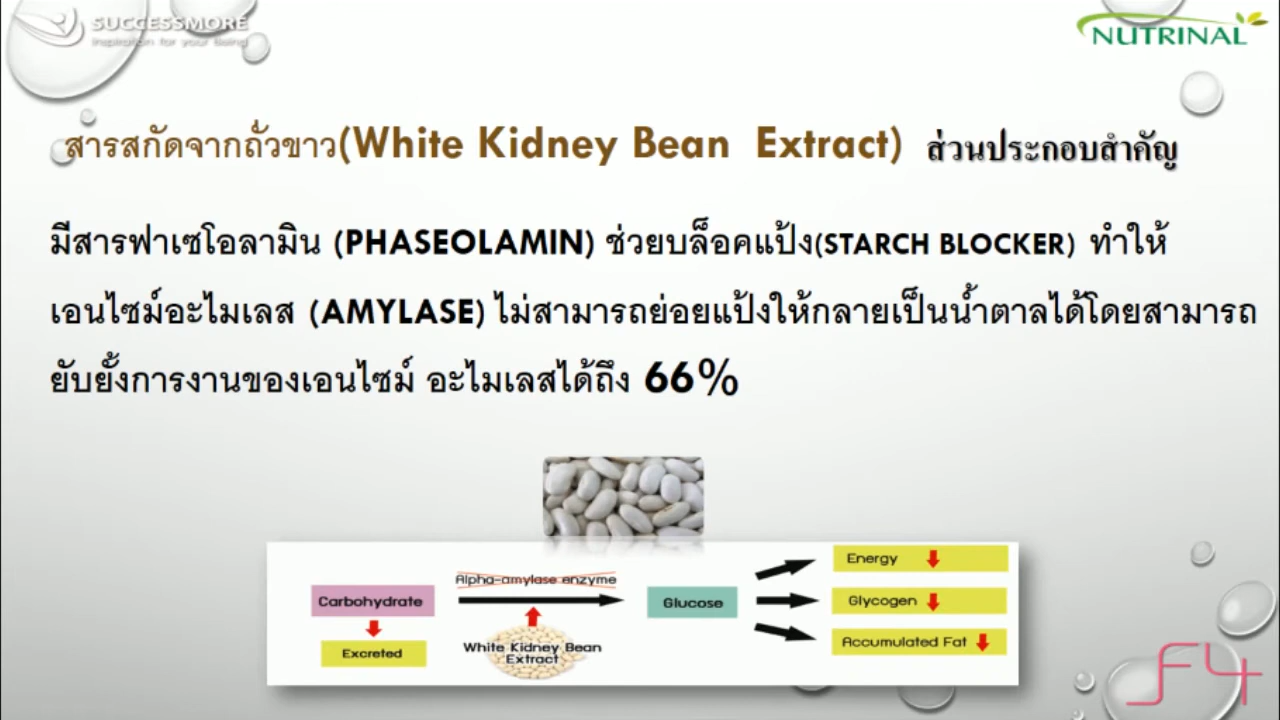 SUCCESSMORE
Inspiration for your Being
NUTRINAL
สารสกัดจากถั่วขาว(White Kidney Bean Extract) ส่วนประกอบสำคัญ
มีสารฟาเซโอลามิน (PHASEOLAMIN) ช่วยบล็อคแป้ง(STARCH BLOCKER) ทำให้
เอนไซม์อะไมเลส (AMYLASE) ไม่สามารถย่อยแป้งให้กลายเป็นน้ำตาลได้โดยสามารถ
ยับยั้งการงานของเอนไซม์ อะไมเลสได้ถึง 66%
Carbohydrate
Excreted
Alpha-amylase enzyme
White Kidney Bean
Extract
Glucose
Energy
Glycogen
Accumulated Fat
F4